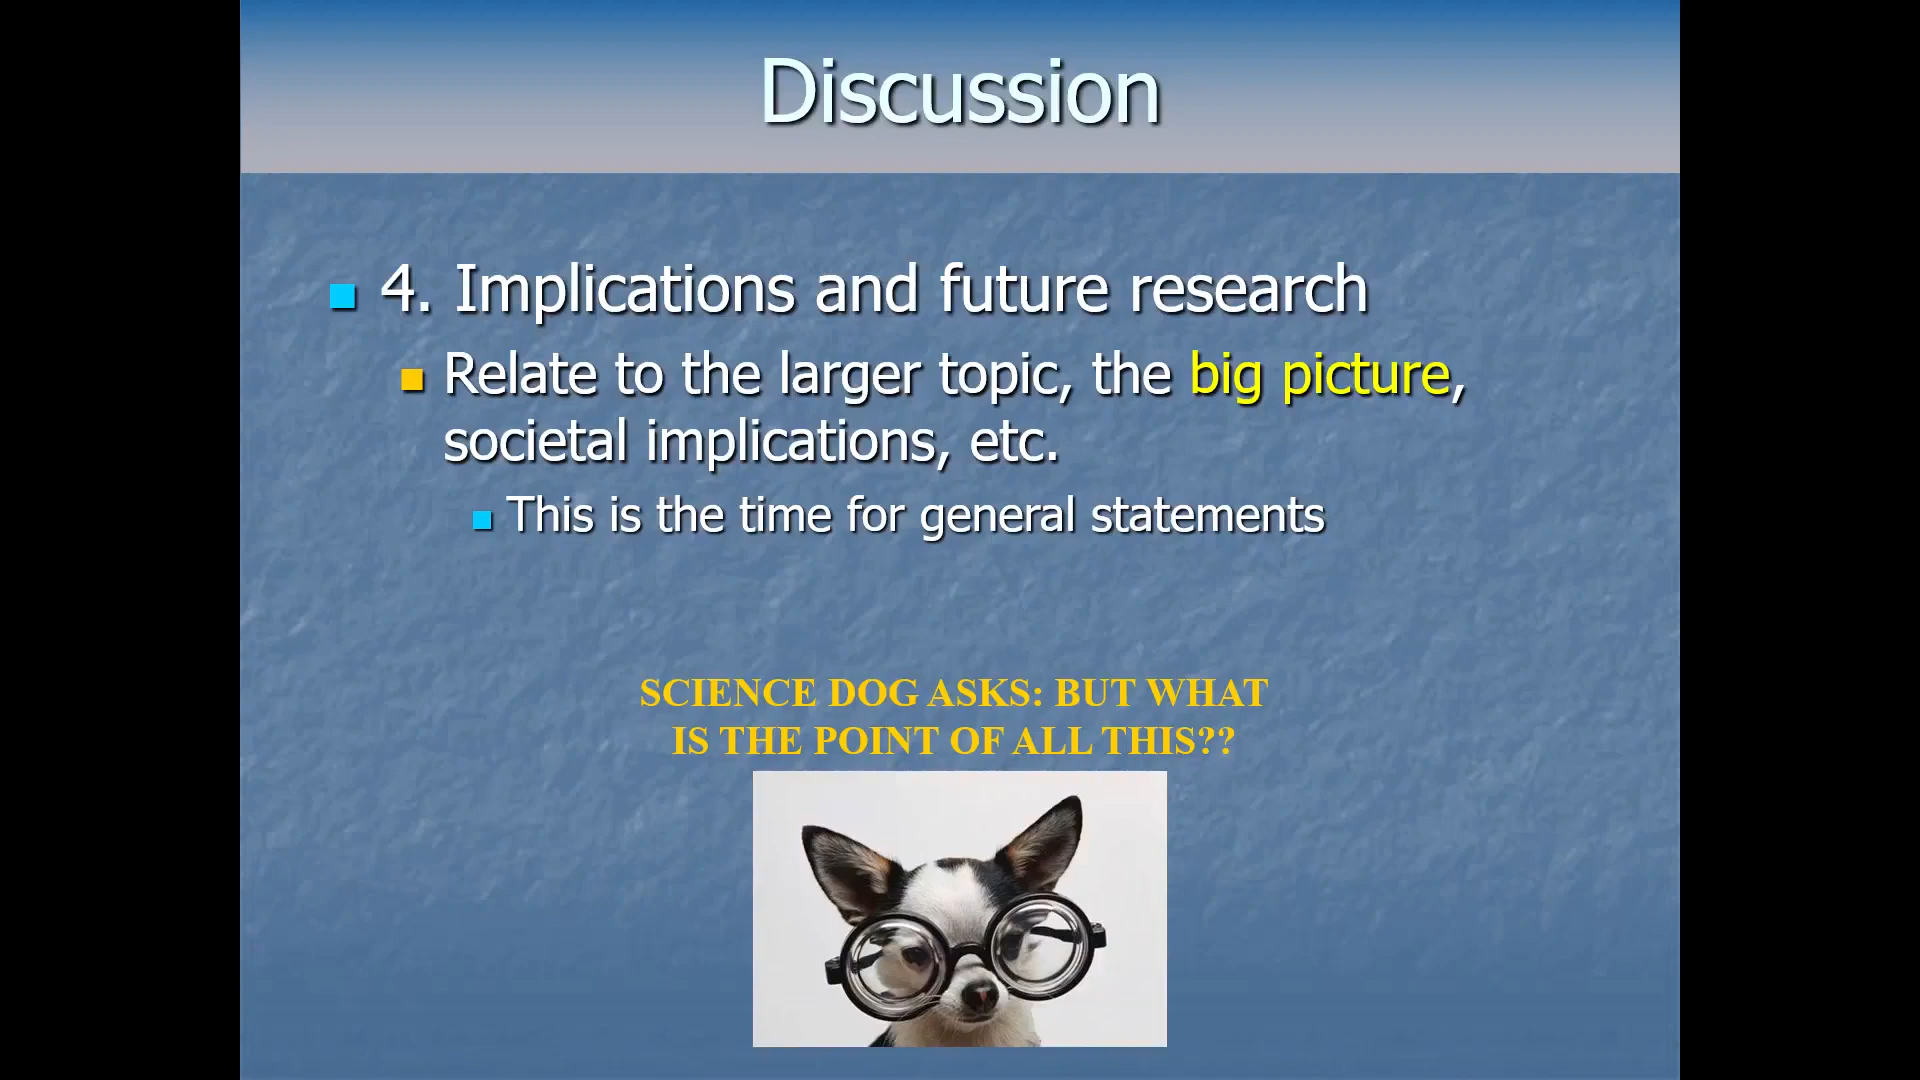 Discussion
4. Implications and future research
Relate to the larger topic, the big picture,
societal implications, etc.
This is the time for general statements
SCIENCE DOG ASKS: BUT WHAT
IS THE POINT OF ALL THIS??